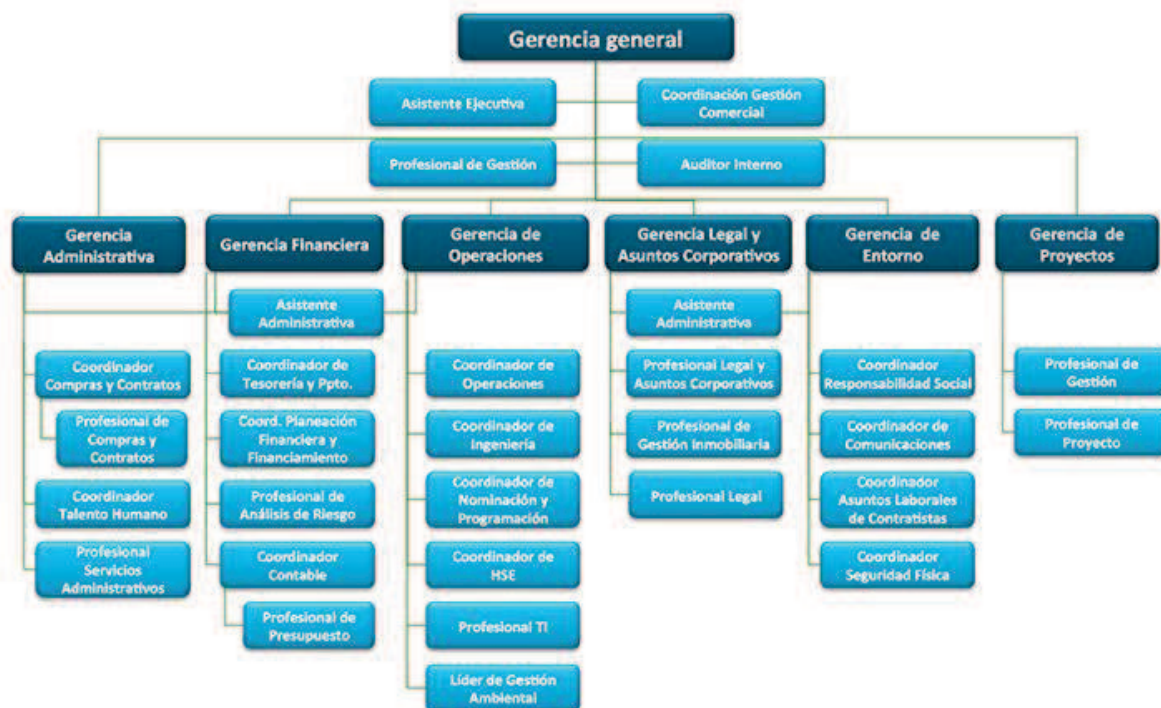 Gerencia general
Asistente Ejecutiva
Coordinación Gestión
Comercial
Profesional de Gestión
Auditor Interno
Gerencia
Administrativa
Gerencia Financiera
Gerencia de
Operaciones
Gerencia Legal y
Asuntos Corporativos
Gerencia de
Entorno
Gerencia de
Proyectos
Asistente
Administrativa
Asistente
Administrativa
Coordinador
Compras y Contratos
Profesional de
Compras y
Contratos
Coordinador
Talento Humano
Profesional
Servicios
Administrativos
Coordinador de
Tesorería y Ppto.
Coord. Planeación
Financiera y
Financiamiento
Profesional de
Análisis de Riesgo
Coordinador
Contable
Profesional de
Presupuesto
Coordinador de
Operaciones
Coordinador de
Ingeniería
Coordinador de
Nominación y
Programación
Coordinador de
HSE
Profesional TI
Líder de Gestión
Ambiental
Profesional Legal y
Asuntos Corporativos
Profesional de
Gestión Inmobiliaria
Profesional Legal
Coordinador
Responsabilidad Social
Coordinador de
Comunicaciones
Coordinador
Asuntos Laborales
de Contratistas
Coordinador
Seguridad Física
Profesional de
Gestión
Profesional de
Proyecto